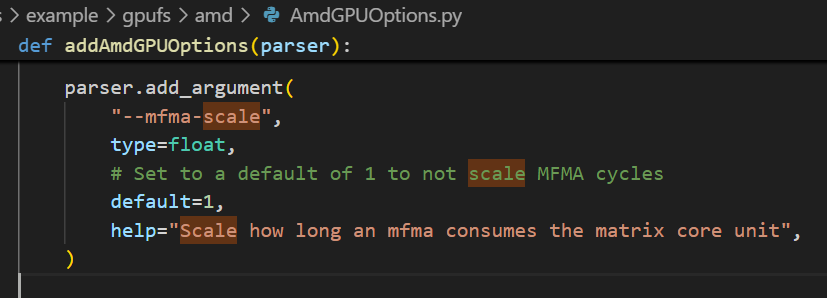 s > example > gpufs > amd > AmdGPUOptions.py
def addAmdGPUOptions(parser):
parser.add_argument(
"--mfma-scale",
type=float,
# Set to a default of 1 to not scale MFMA cycles
default=1,
help="Scale how long an mfma consumes the matrix core unit",
)